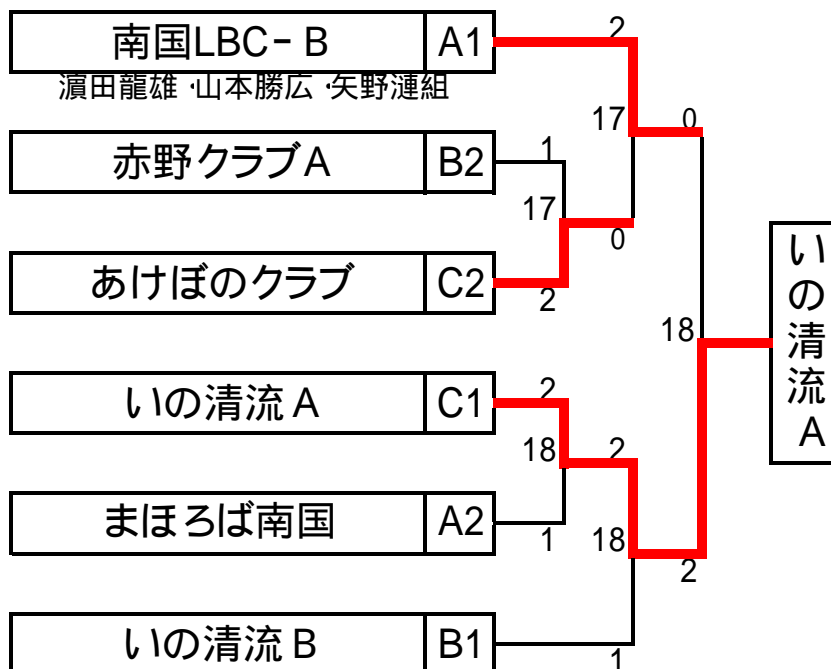 南国LBC-B A1 2
濵田龍雄・山本勝広・矢野漣組
17 0
赤野クラブA B2 1
17
0
あけぼのクラブ C2 2
18
いの清流A
いの清流 A C1 2
18 2
まほろば南国 A2 1 18
2
いの清流 B B1 1